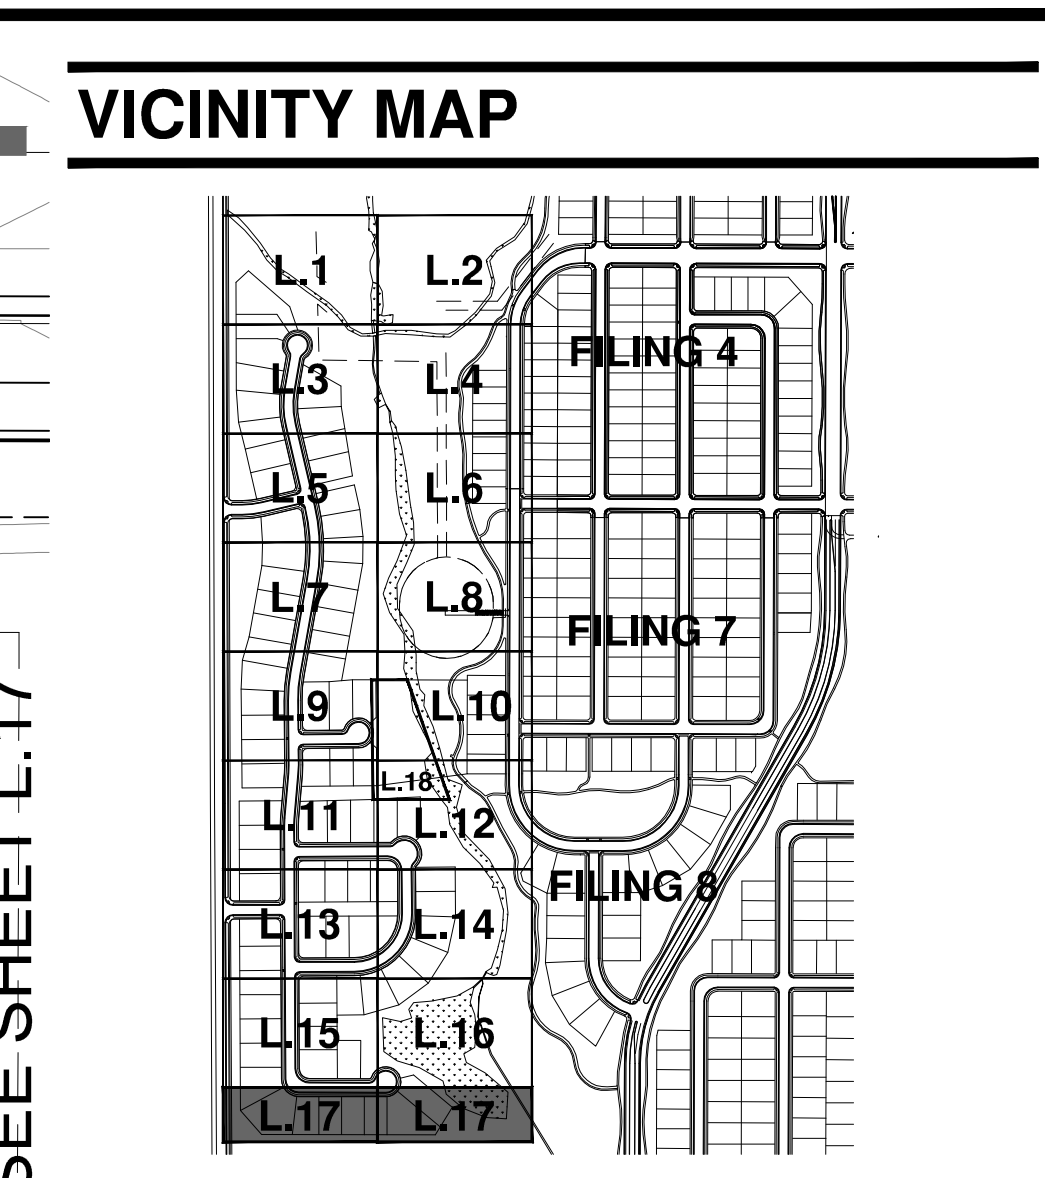 VICINITY MAP
L.1
L.2
FILING 4
L.3
L.4
L.5
L.6
L.7
L.8
FILING 7
L.9
L.10
L.18
L.11
L.12
FILING 8
L.13
L.14
L.15
L.16
L.17
L.17
SEE SHEET L.17